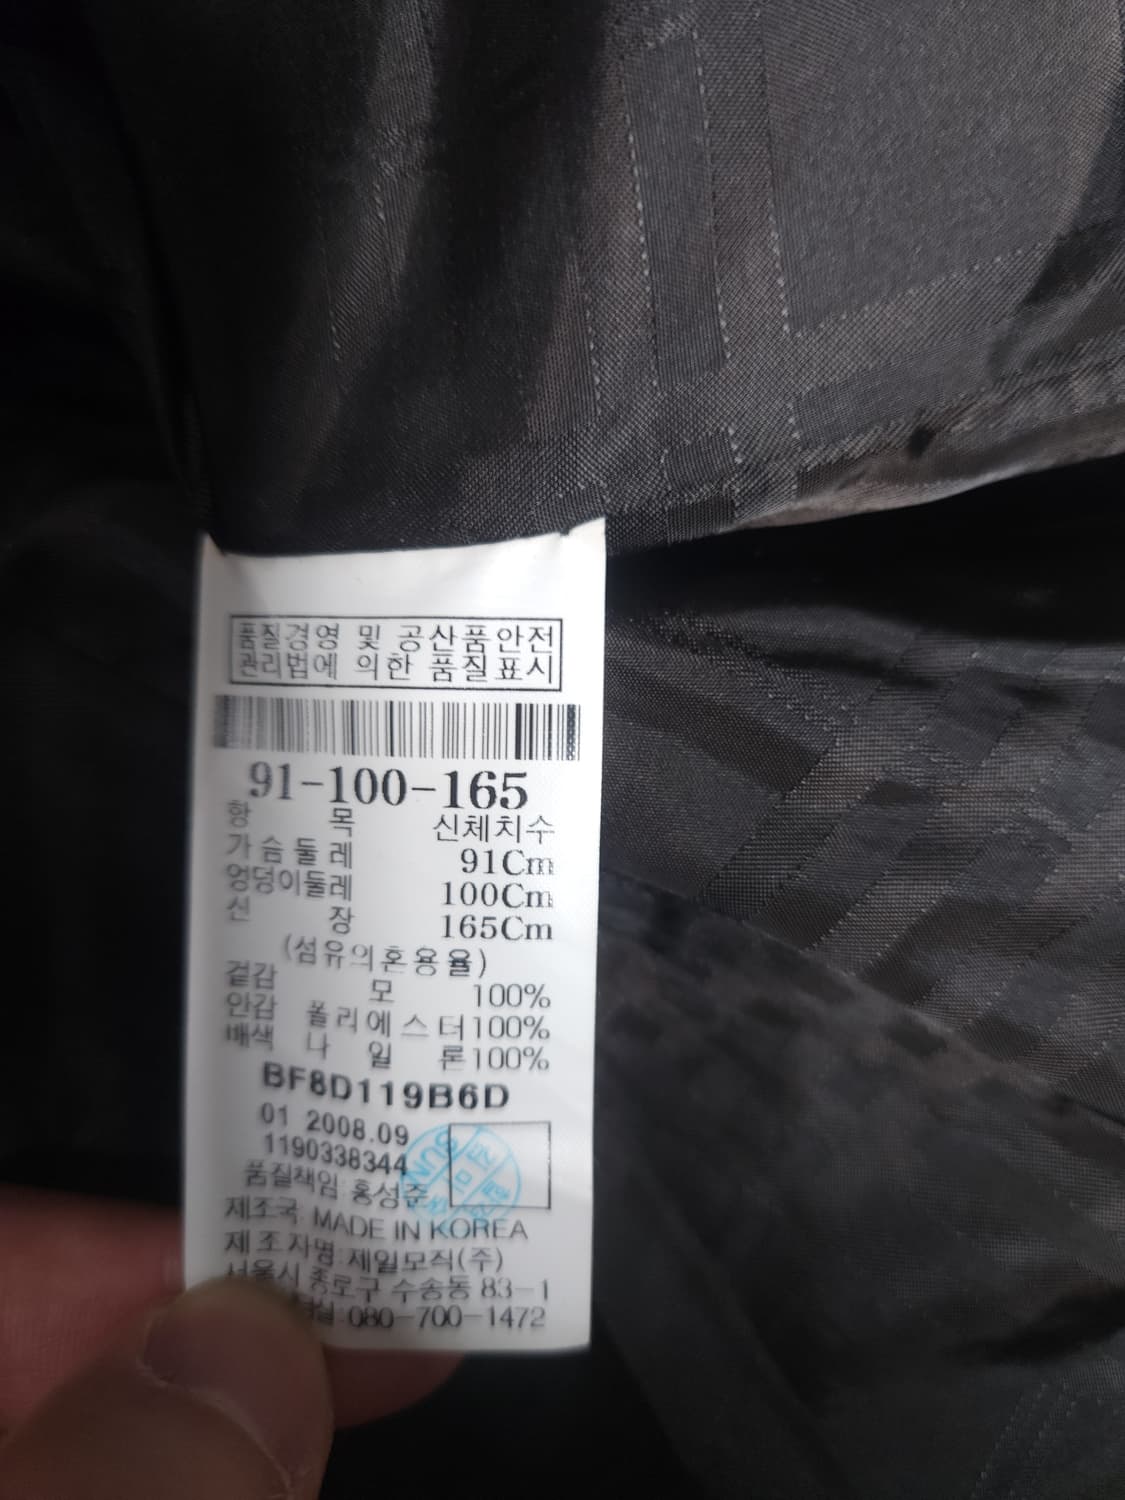 품질경영 및 공산품안전
관리법에 의한 품질표시
91-100-165
항 목 신체치수
가슴둘레 91Cm
엉덩이둘레 100Cm
신 장 165Cm
(섬유의혼용율)
겉감 모 100%
안감 폴리에스터100%
배색 나 일 론100%
BF8D119B6D
01 2008.09
1190338344
품질책임:홍성준
제조국: MADE IN KOREA
제조자명:제일모직(주)
서울시 종로구 수송동 83-1
:080-700-1472